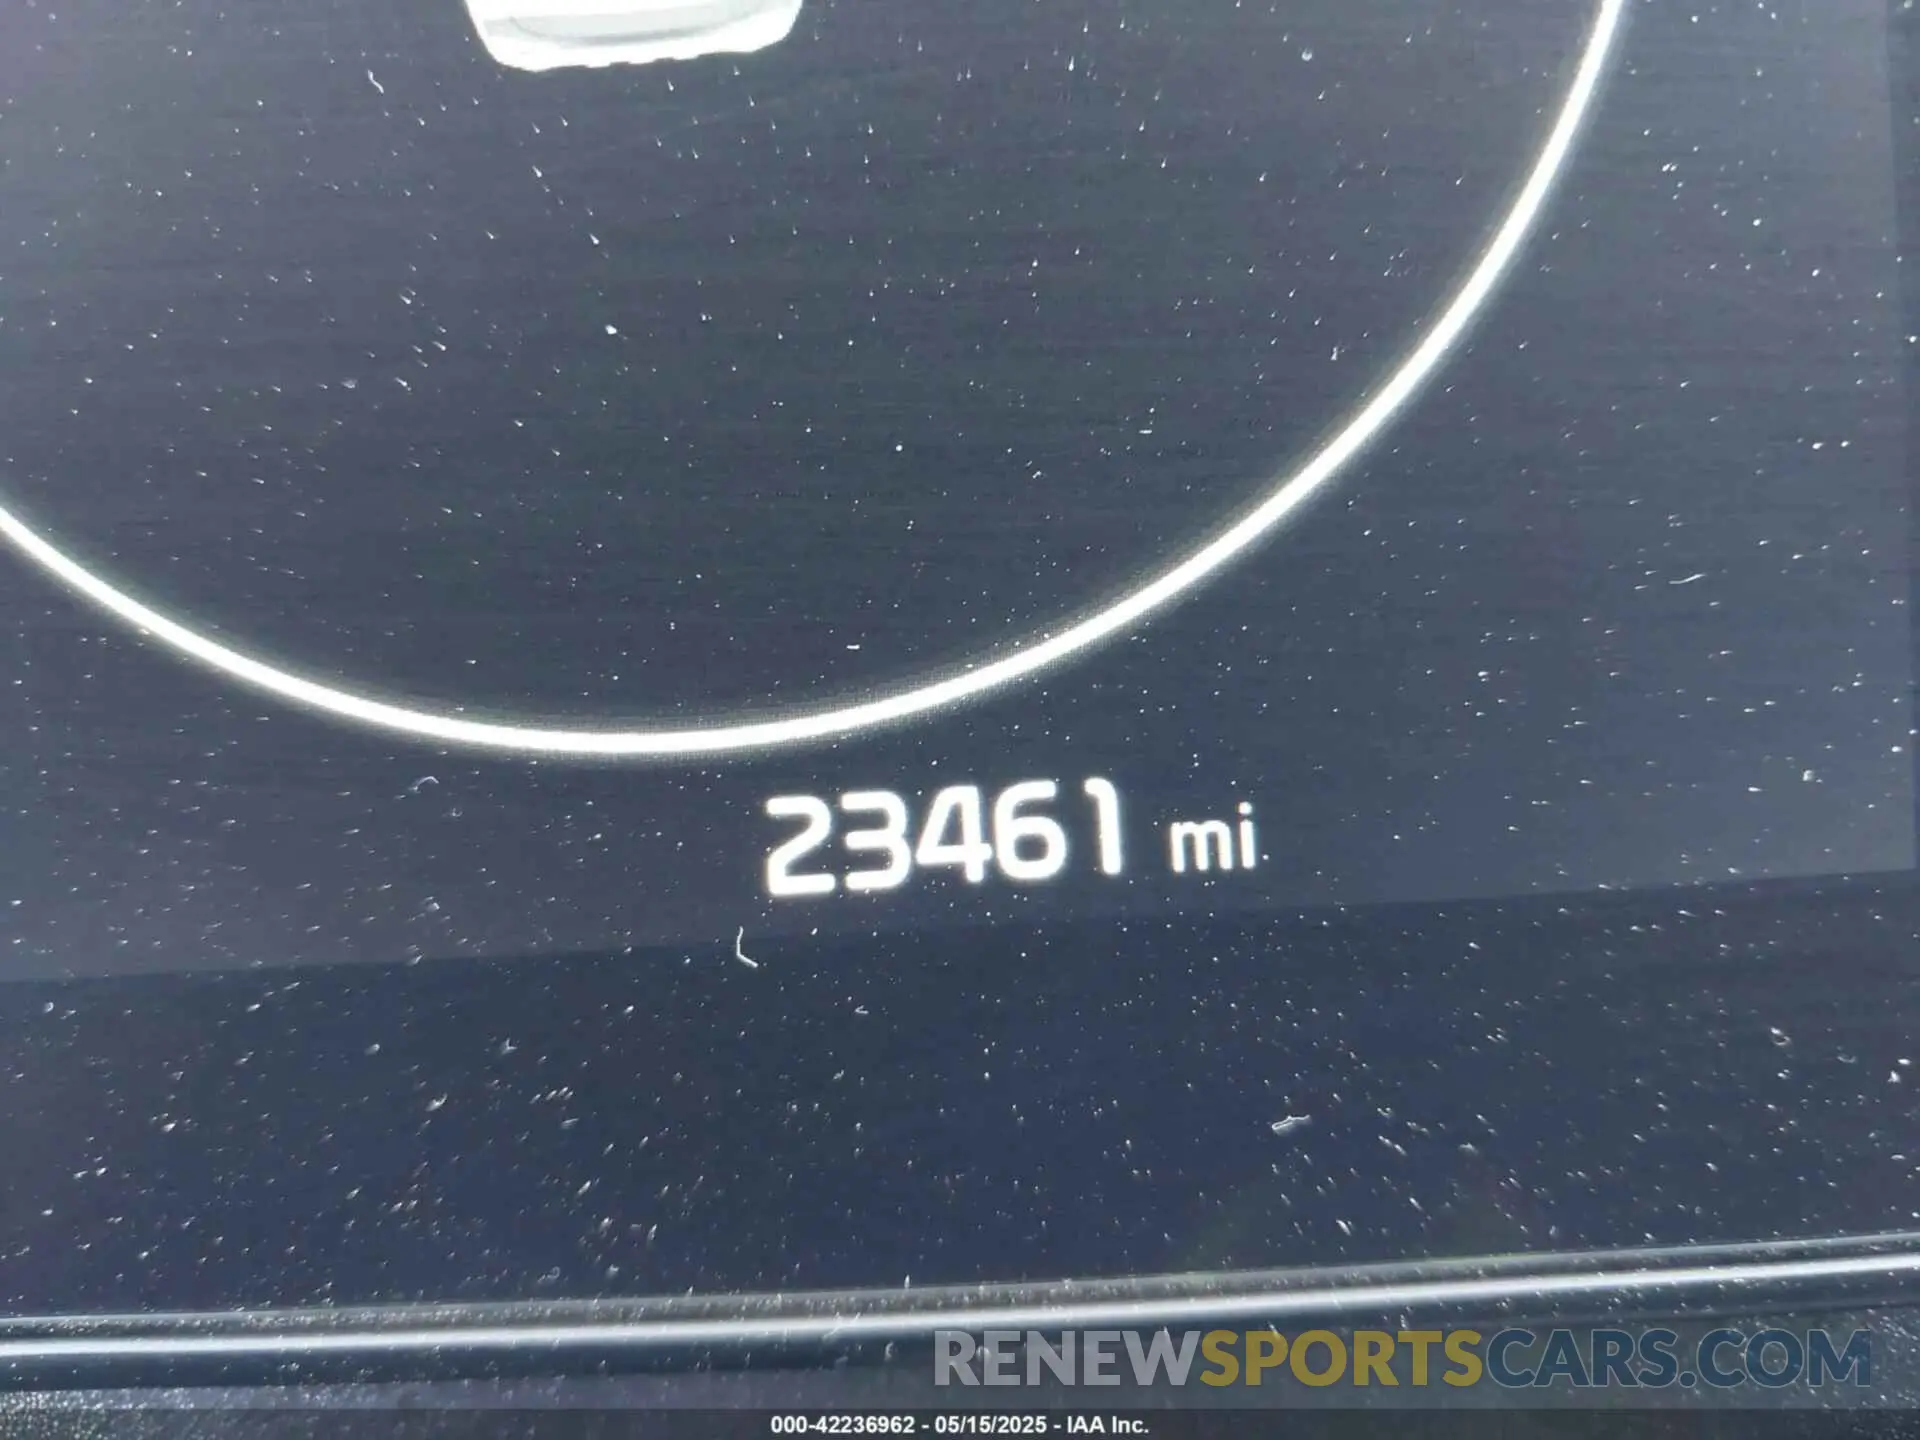 23461 mi
RENEWSPORTSCARS.COM
000-42236962 - 05/15/2025 - IAA Inc.